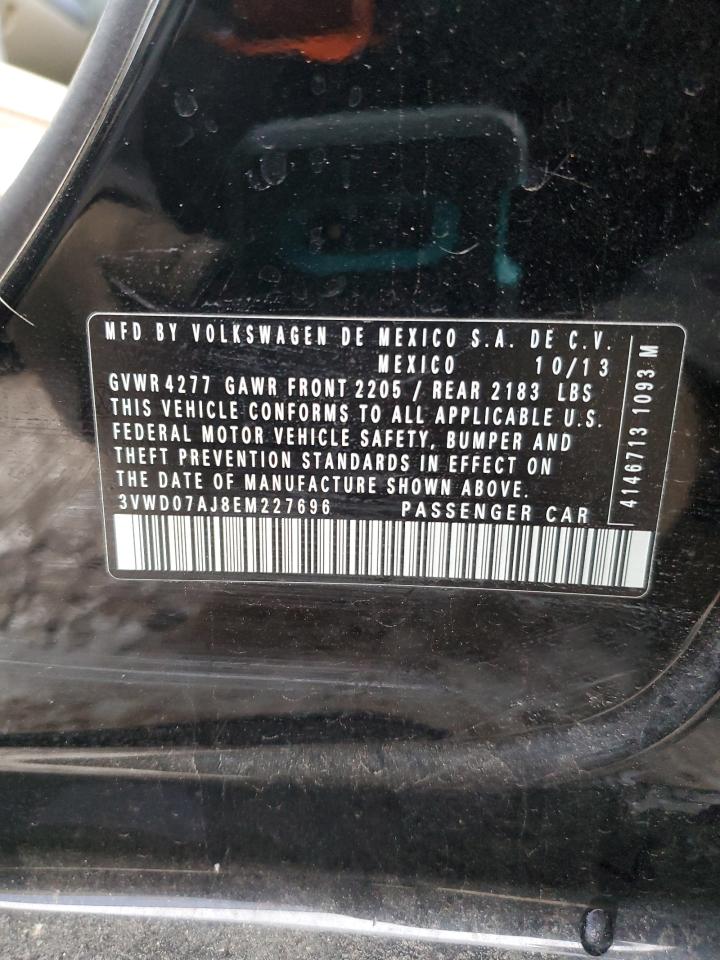 MFD BY VOLKSWAGEN DE MEXICO S.A. DE C.V.
MEXICO 10/13
GVWR 4277 GAWR FRONT 2205 / REAR 2183 LBS
THIS VEHICLE CONFORMS TO ALL APPLICABLE U.S.
FEDERAL MOTOR VEHICLE SAFETY, BUMPER AND
THEFT PREVENTION STANDARDS IN EFFECT ON
THE DATE OF MANUFACTURE SHOWN ABOVE.
3VWD07AJ8EM227696 PASSENGER CAR
4146713 1093 M